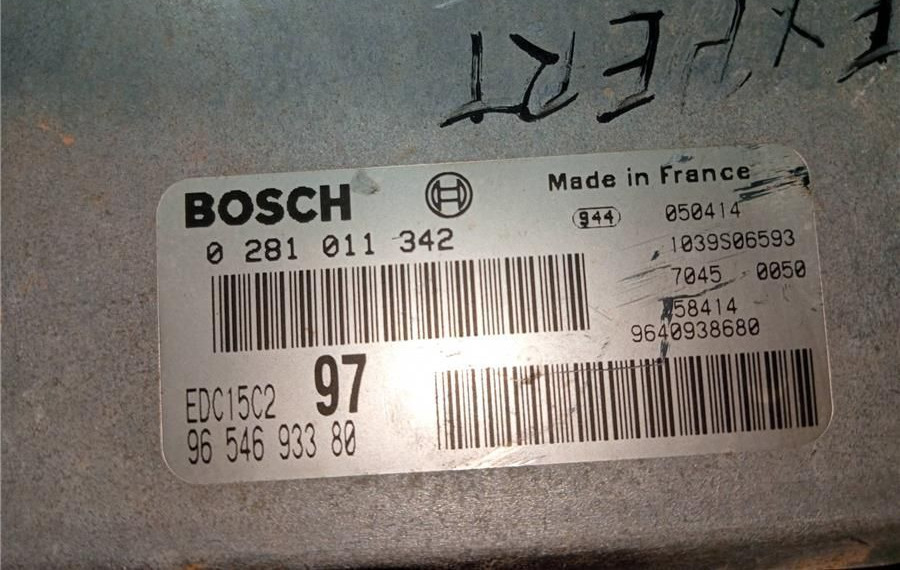 EXPERT
BOSCH
Made in France
0 281 011 342
944
050414
1039S06593
7045 0050
58414
9640938680
EDC15C2 97
96 546 933 80